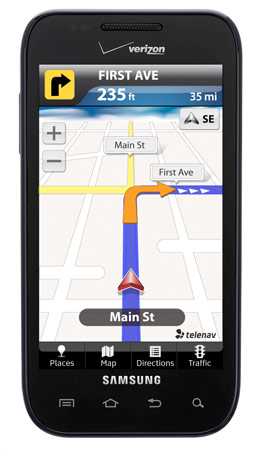 verizon
FIRST AVE
235 ft 35 mi
SE
Main St
First Ave
Main St
telenav
Places Map Directions Traffic
SAMSUNG